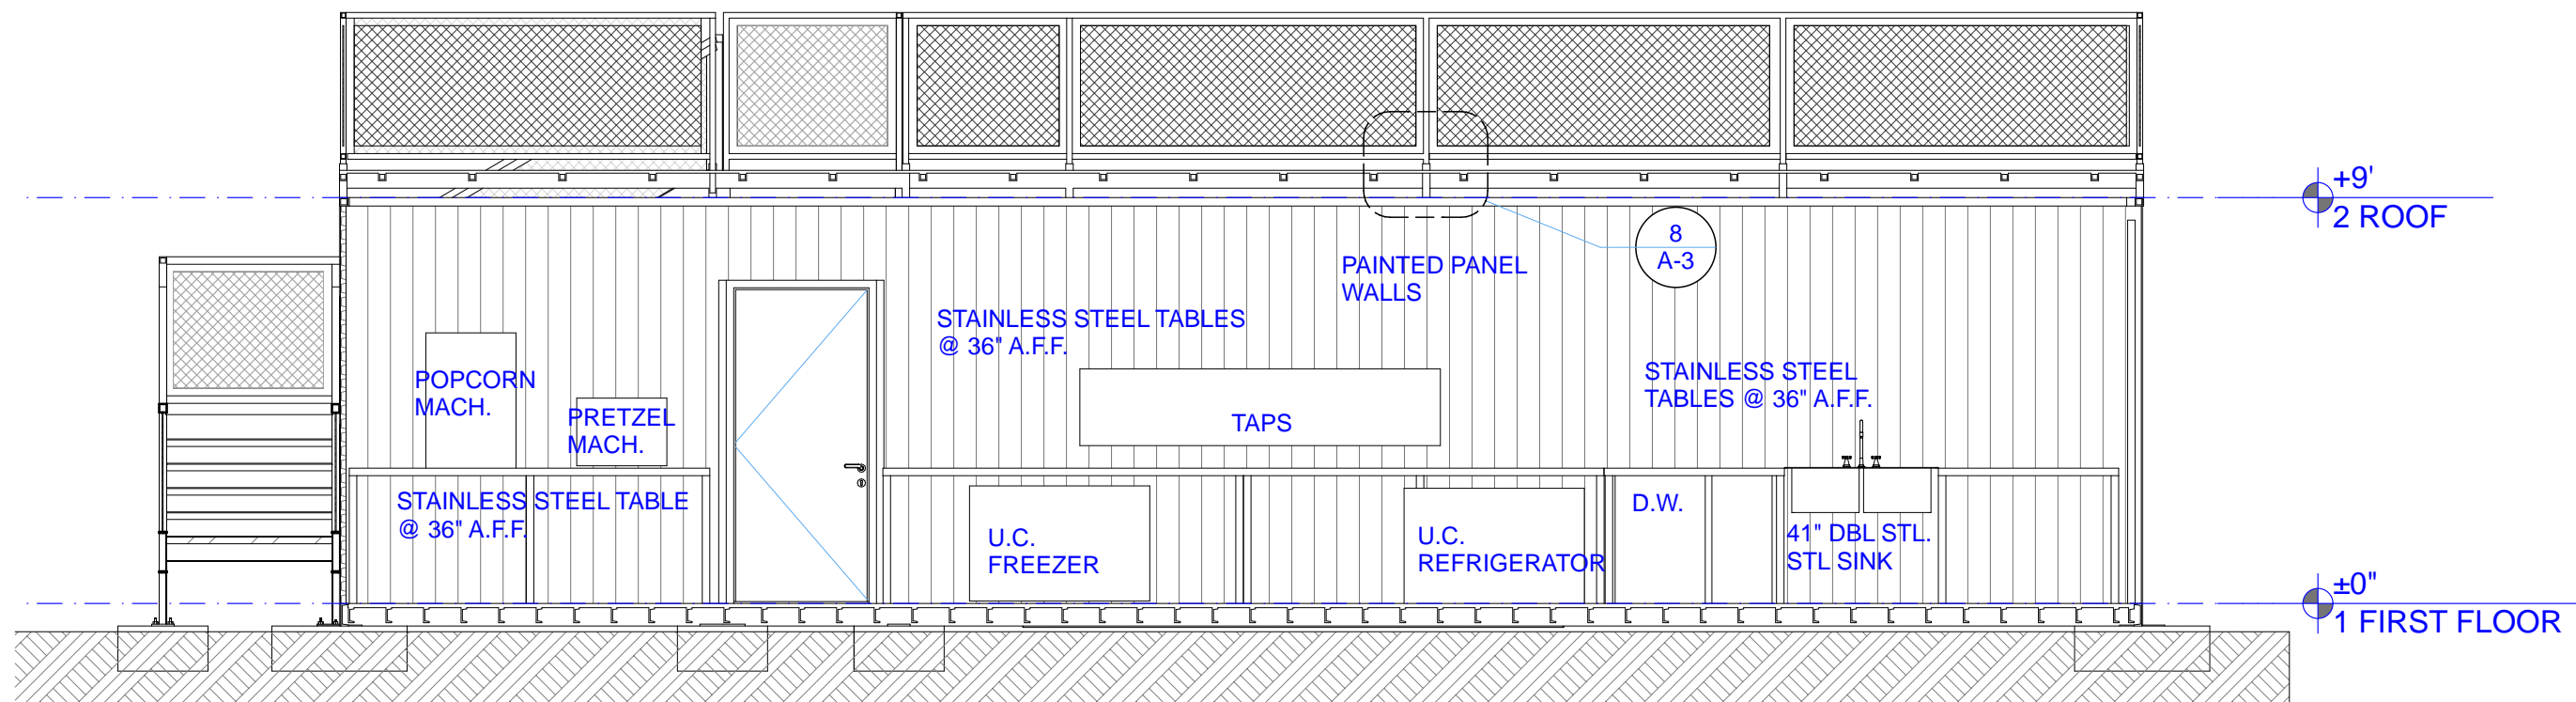 +9'
2 ROOF
8
A-3
PAINTED PANEL
WALLS
STAINLESS STEEL TABLES
@ 36" A.F.F.
POPCORN
MACH.
PRETZEL
MACH.
TAPS
STAINLESS STEEL
TABLES @ 36" A.F.F.
STAINLESS STEEL TABLE
@ 36" A.F.F.
U.C.
FREEZER
U.C.
REFRIGERATOR
D.W.
41" DBL STL.
STL SINK
±0"
1 FIRST FLOOR